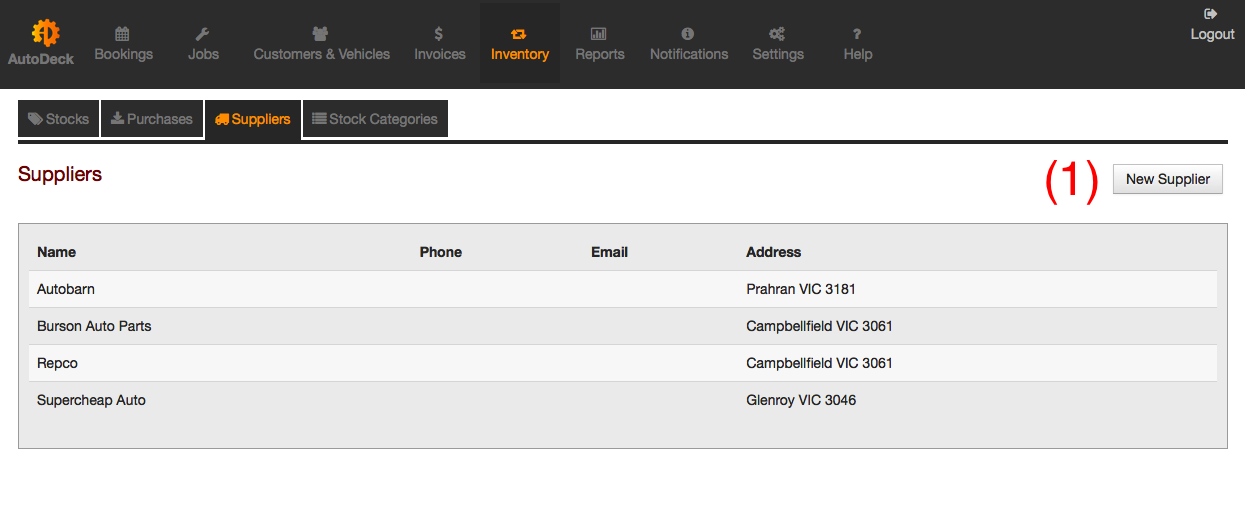 Logout
AutoDeck Bookings Jobs Customers & Vehicles Invoices Inventory Reports Notifications Settings Help
Stocks Purchases Suppliers Stock Categories
Suppliers (1) New Supplier
Name Phone Email Address
Autobarn Prahran VIC 3181
Burson Auto Parts Campbellfield VIC 3061
Repco Campbellfield VIC 3061
Supercheap Auto Glenroy VIC 3046